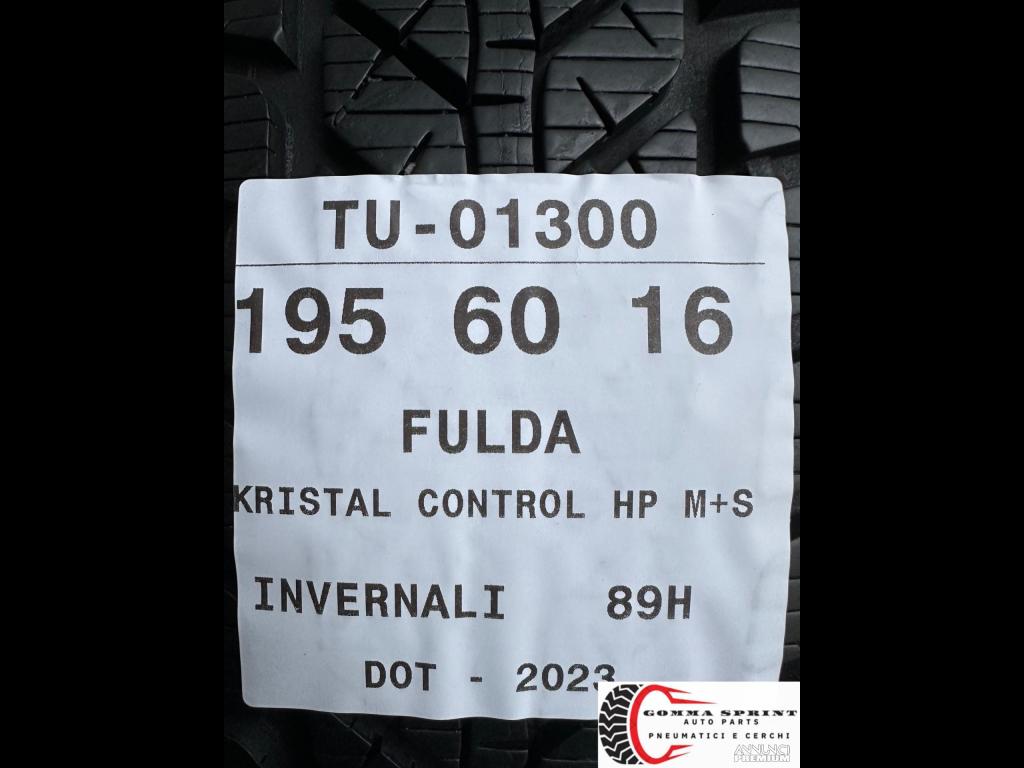 TU-01300
195 60 16
FULDA
KRISTAL CONTROL HP M+S
INVERNALI 89H
DOT - 2023
GOMMA SPRINT
AUTO PARTS
PNEUMATICI E CERCHI
ANNUNCI
PREMIUM